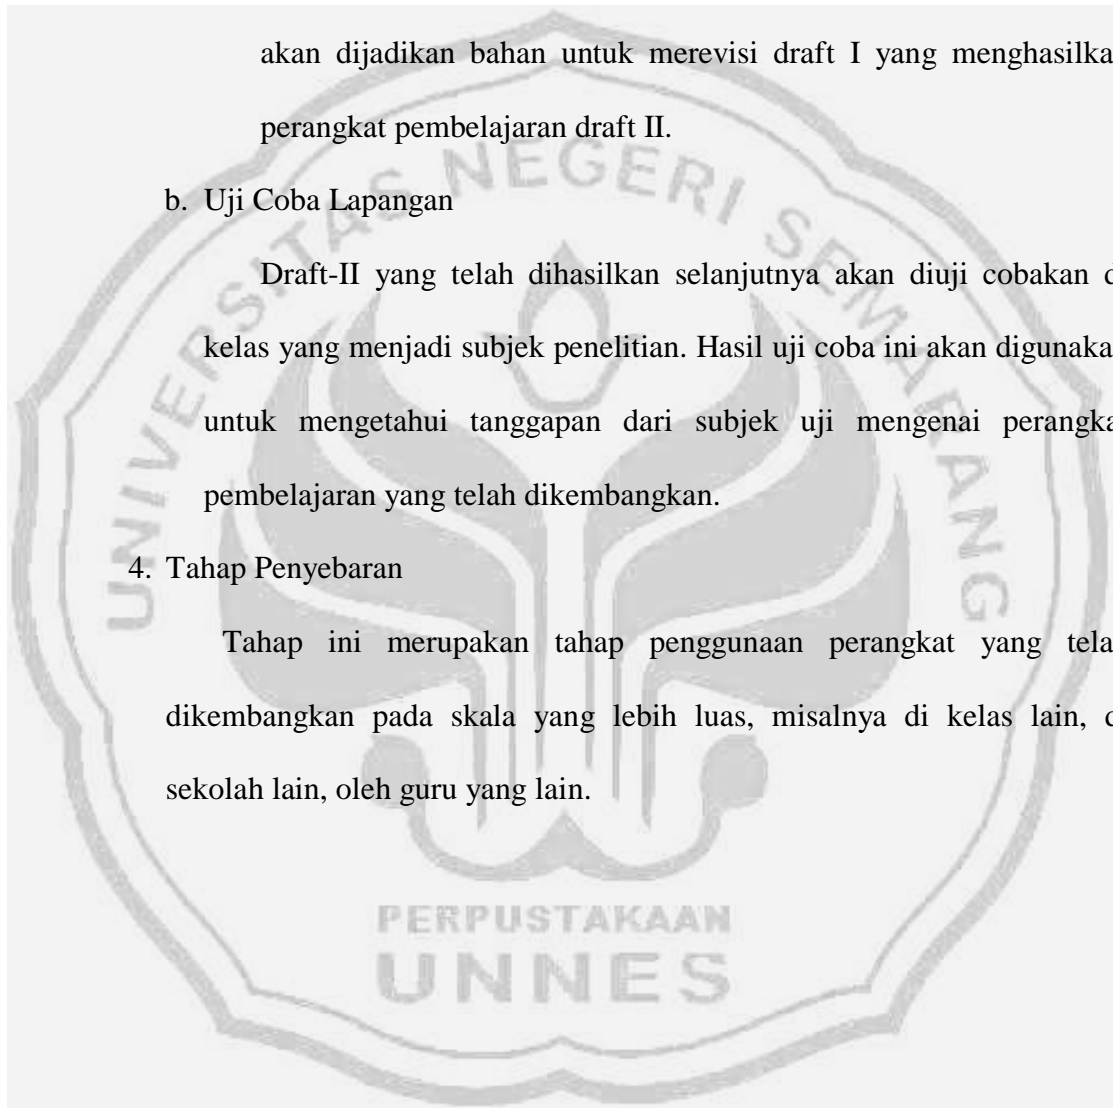 akan dijadikan bahan untuk merevisi draft I yang menghasilka
perangkat pembelajaran draft II.
b. Uji Coba Lapangan
Draft-II yang telah dihasilkan selanjutnya akan diuji cobakan d
kelas yang menjadi subjek penelitian. Hasil uji coba ini akan digunaka
untuk mengetahui tanggapan dari subjek uji mengenai perangka
pembelajaran yang telah dikembangkan.
4. Tahap Penyebaran
Tahap ini merupakan tahap penggunaan perangkat yang tela
dikembangkan pada skala yang lebih luas, misalnya di kelas lain, d
sekolah lain, oleh guru yang lain.
UNIVERSITAS NEGERI SEMARANG
PERPUSTAKAAN
UNNES